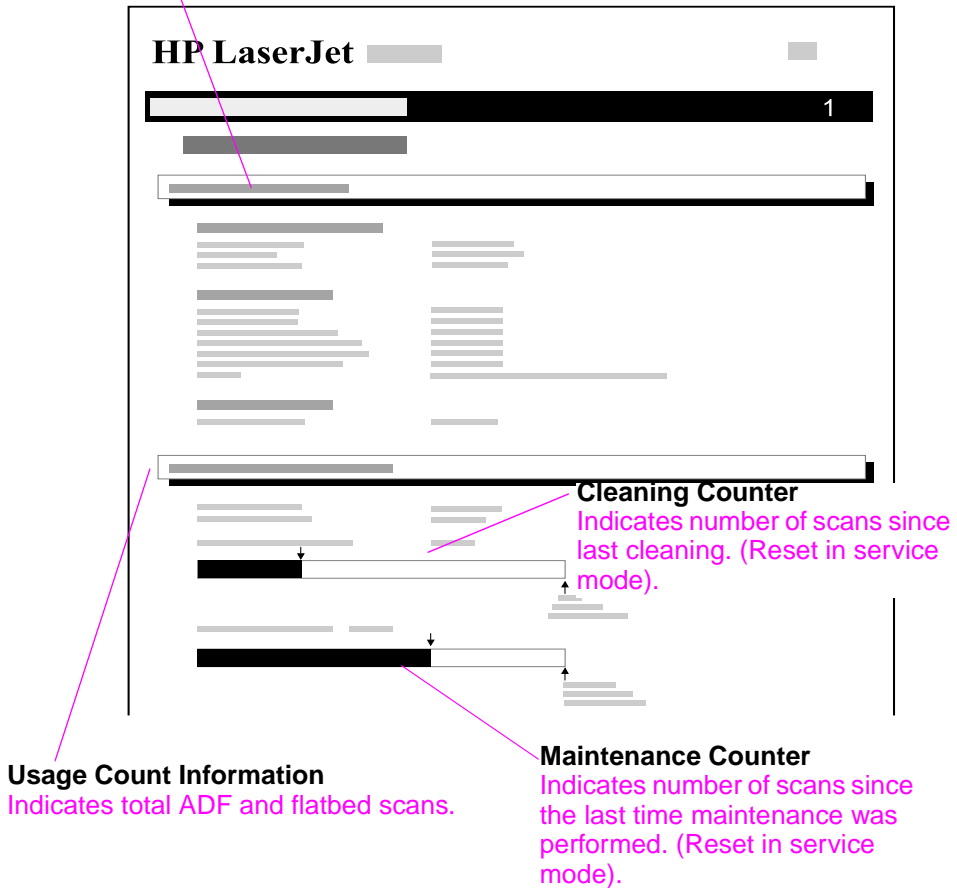 HP LaserJet
1
Cleaning Counter
Indicates number of scans since
last cleaning. (Reset in service
mode).
Usage Count Information
Indicates total ADF and flatbed scans.
Maintenance Counter
Indicates number of scans since
the last time maintenance was
performed. (Reset in service
mode).